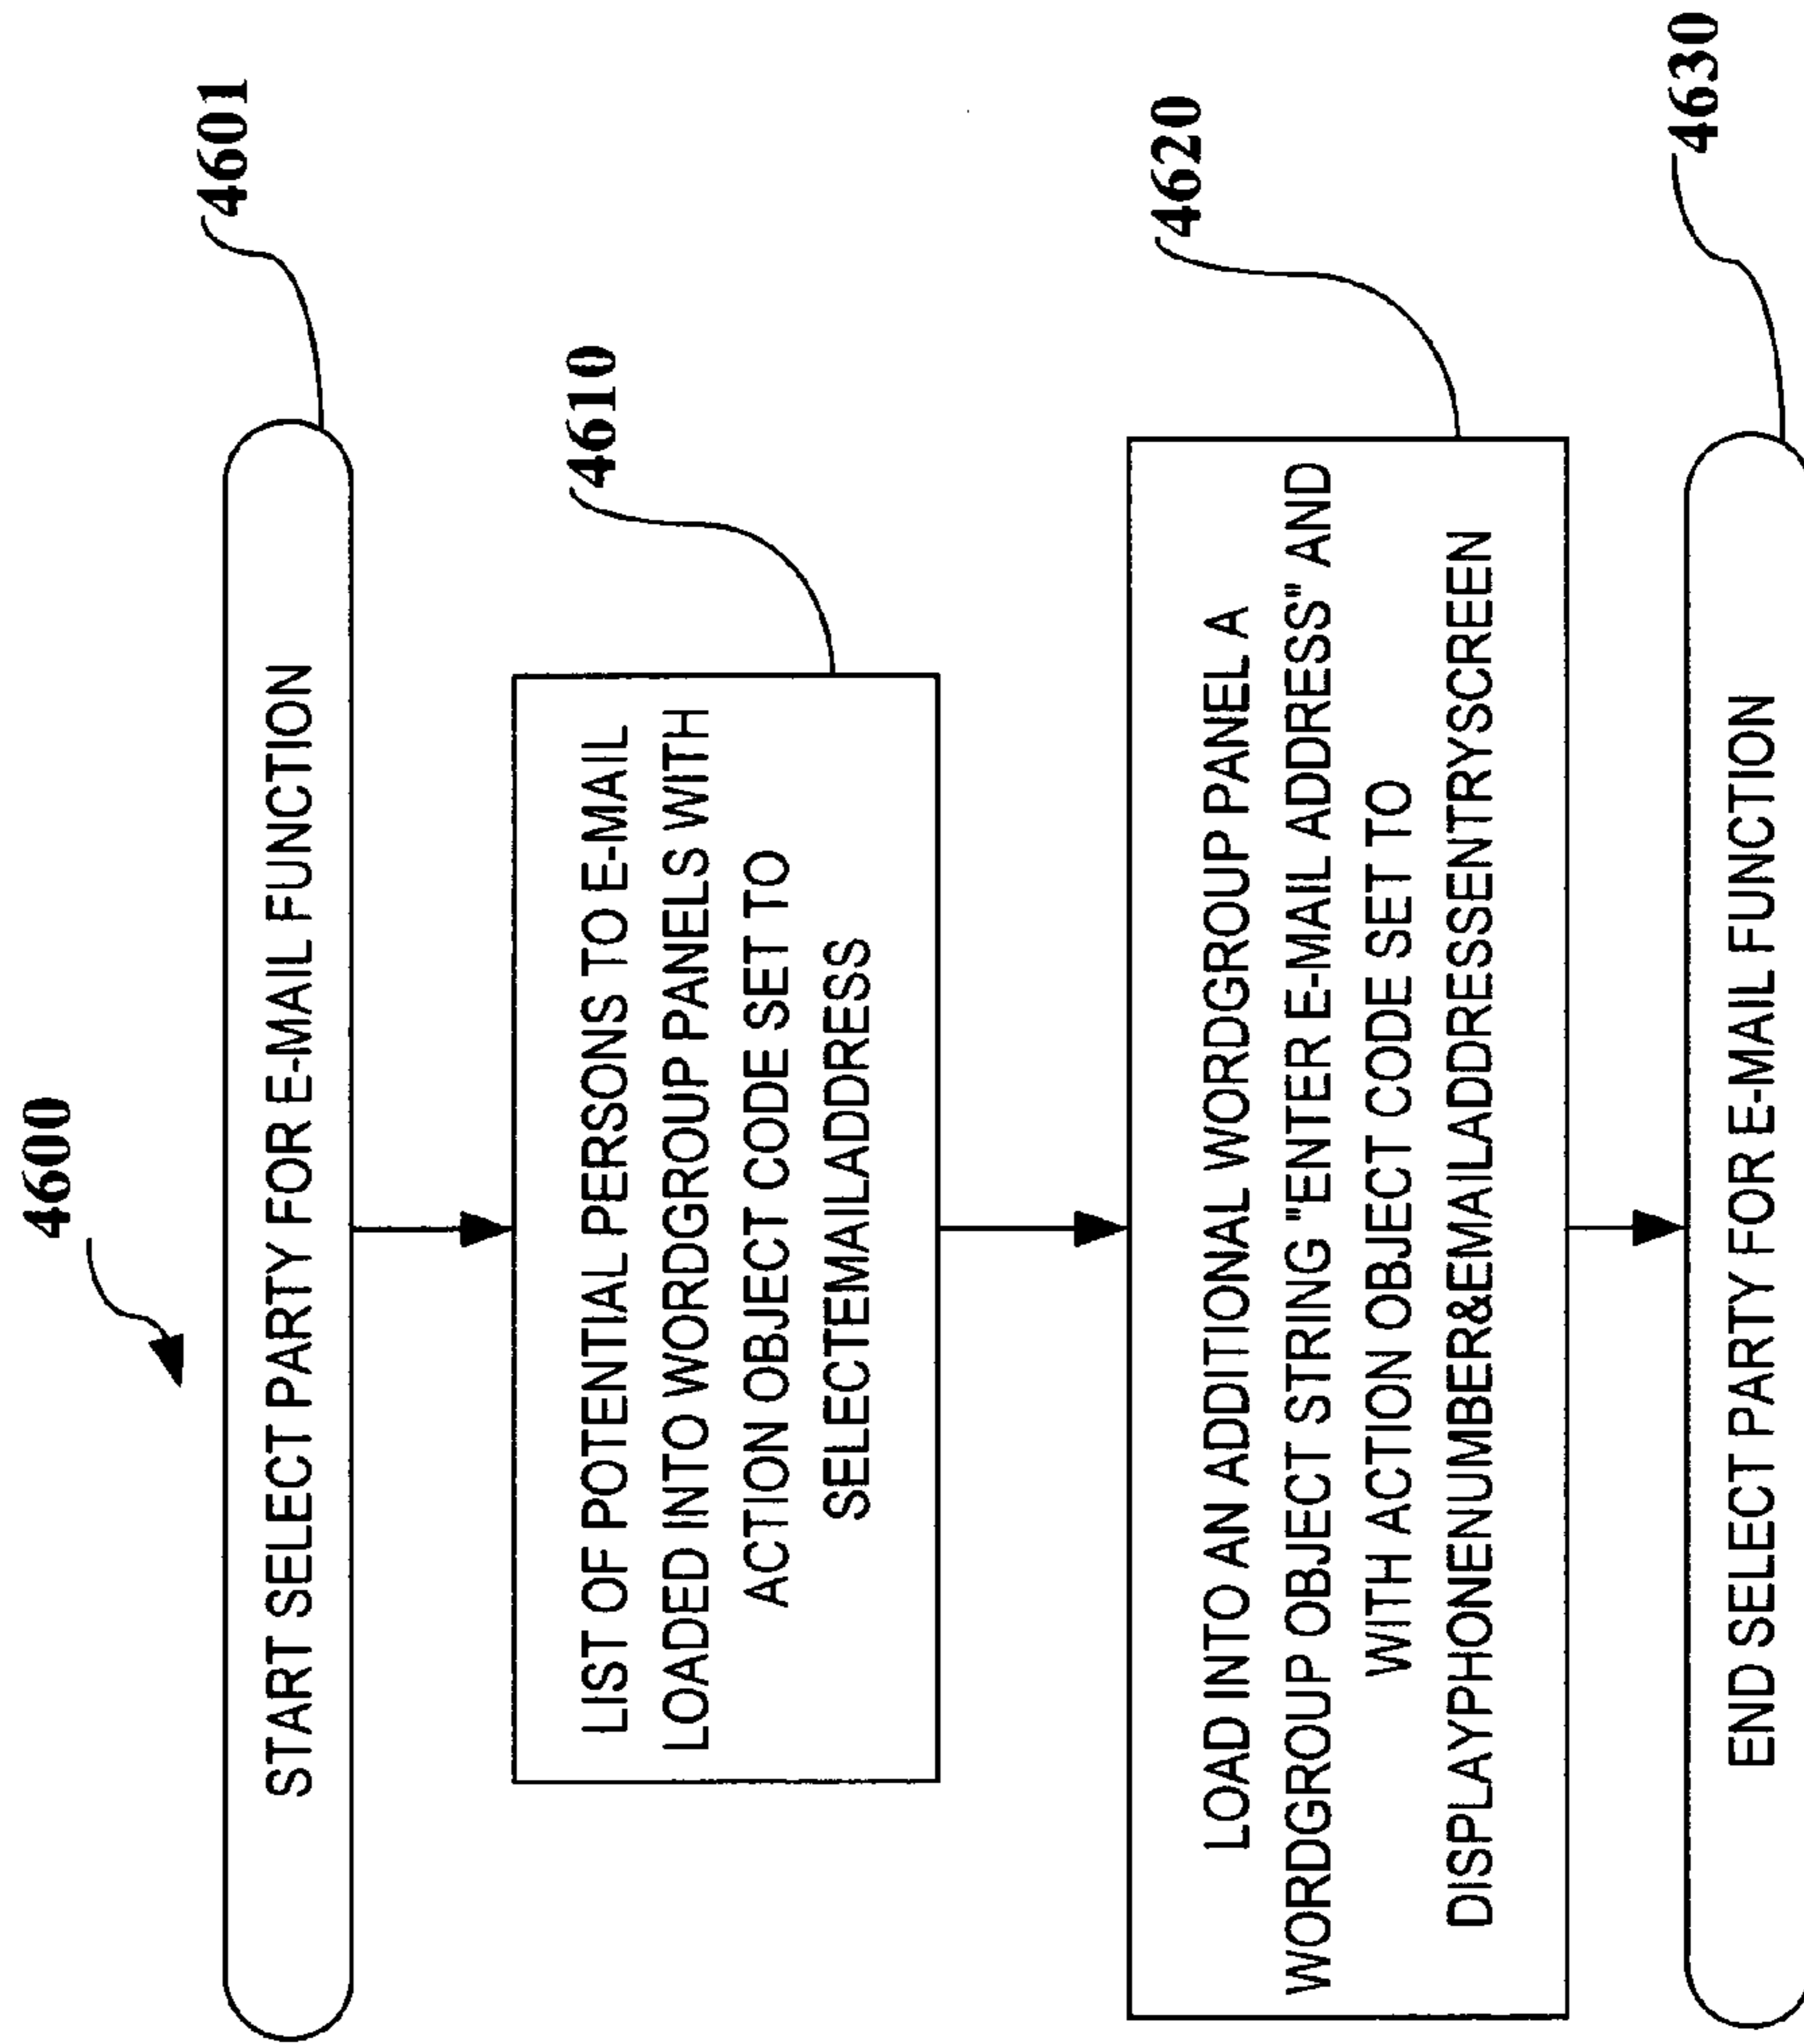 4600
START SELECT PARTY FOR E-MAIL FUNCTION
4601
LIST OF POTENTIAL PERSONS TO E-MAIL
LOADED INTO WORDGROUP PANELS WITH
ACTION OBJECT CODE SET TO
SELECTEMAILADDRESS
4610
LOAD INTO AN ADDITIONAL WORDGROUP PANEL A
WORDGROUP OBJECT STRING "ENTER E-MAIL ADDRESS" AND
WITH ACTION OBJECT CODE SET TO
DISPLAYPHONENUMBER&EMAILADDRESSENTRYSCREEN
4620
END SELECT PARTY FOR E-MAIL FUNCTION
4630